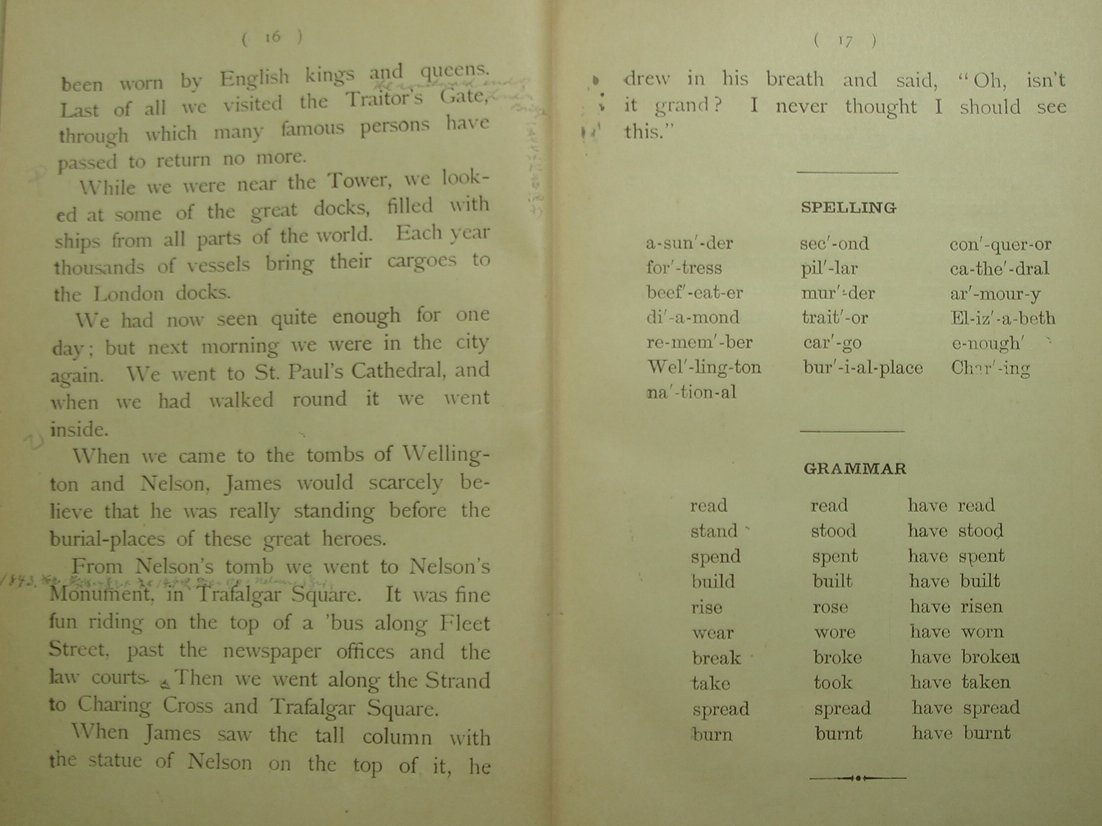 ( 16 )
been worn by English kings and queens.
Last of all we visited the Traitor's Gate,
through which many famous persons have
passed to return no more.
While we were near the Tower, we look-
ed at some of the great docks, filled with
ships from all parts of the world. Each year
thousands of vessels bring their cargoes to
the London docks.
We had now seen quite enough for one
day; but next morning we were in the city
again. We went to St. Paul's Cathedral, and
when we had walked round it we went
inside.
When we came to the tombs of Welling-
ton and Nelson, James would scarcely be-
lieve that he was really standing before the
burial-places of these great heroes.
From Nelson's tomb we went to Nelson's
Monument, in Trafalgar Square. It was fine
fun riding on the top of a 'bus along Fleet
Street, past the newspaper offices and the
law courts. Then we went along the Strand
to Charing Cross and Trafalgar Square.
When James saw the tall column with
the statue of Nelson on the top of it, he
( 17 )
drew in his breath and said, "Oh, isn't
it grand? I never thought I should see
this."
SPELLING
a-sun'-der sec'-ond con'-quer-or
for'-tress pil'-lar ca-the'-dral
beef'-eat-er mur'-der ar'-mour-y
di'-a-mond trait'-or El-iz'-a-beth
re-mem'-ber car'-go e-nough'
Wel'-ling-ton bur'-i-al-place Char'-ing
na'-tion-al
GRAMMAR
read read have read
stand stood have stood
spend spent have spent
build built have built
rise rose have risen
wear wore have worn
break broke have broken
take took have taken
spread spread have spread
burn burnt have burnt